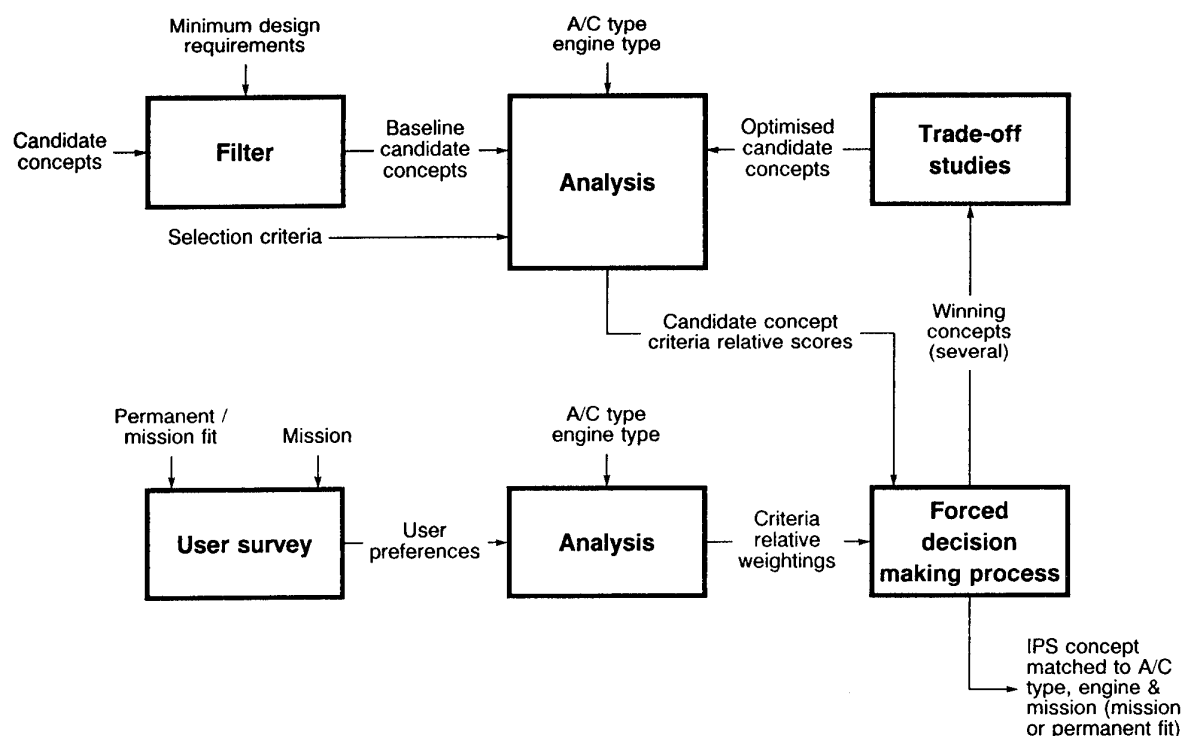 Minimum design
requirements
A/C type
engine type
Candidate
concepts
Filter
Baseline
candidate
concepts
Analysis
Optimised
candidate
concepts
Trade-off
studies
Selection criteria
Candidate concept
criteria relative scores
Winning
concepts
(several)
Permanent /
mission fit
Mission
A/C type
engine type
User survey
User
preferences
Analysis
Criteria
relative
weightings
Forced
decision
making process
IPS concept
matched to A/C
type, engine &
mission (mission
or permanent fit)